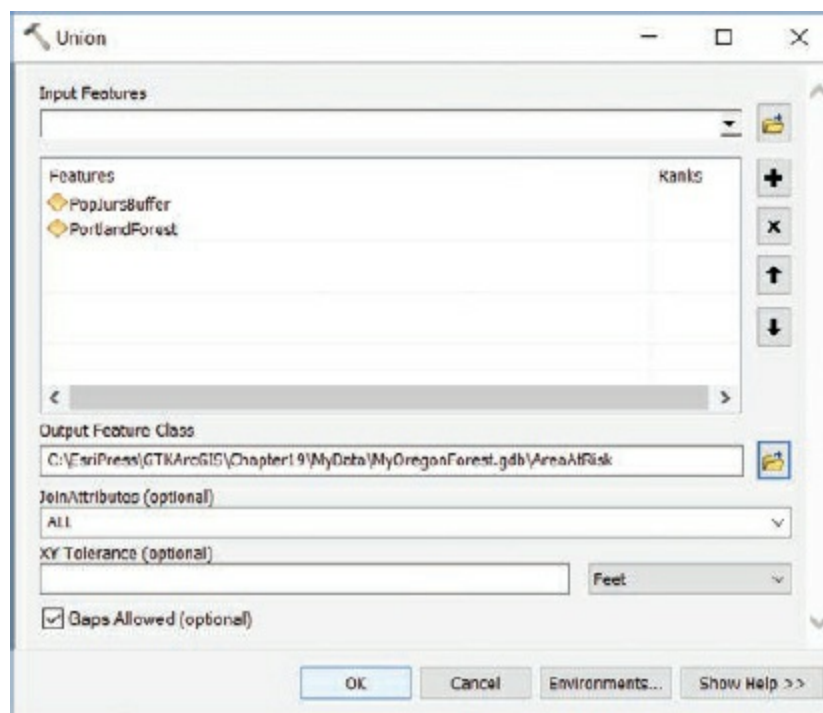 Union
Input Features
Features Ranks
PopJursBuffer
PortlandForest
Output Feature Class
C:\EsriPress\GTKArcGIS\Chapter19\MyData\MyOregonForest.gdb\AreaAtRisk
JoinAttributes (optional)
ALL
XY Tolerance (optional)
Feet
Gaps Allowed (optional)
OK Cancel Environments... Show Help >>